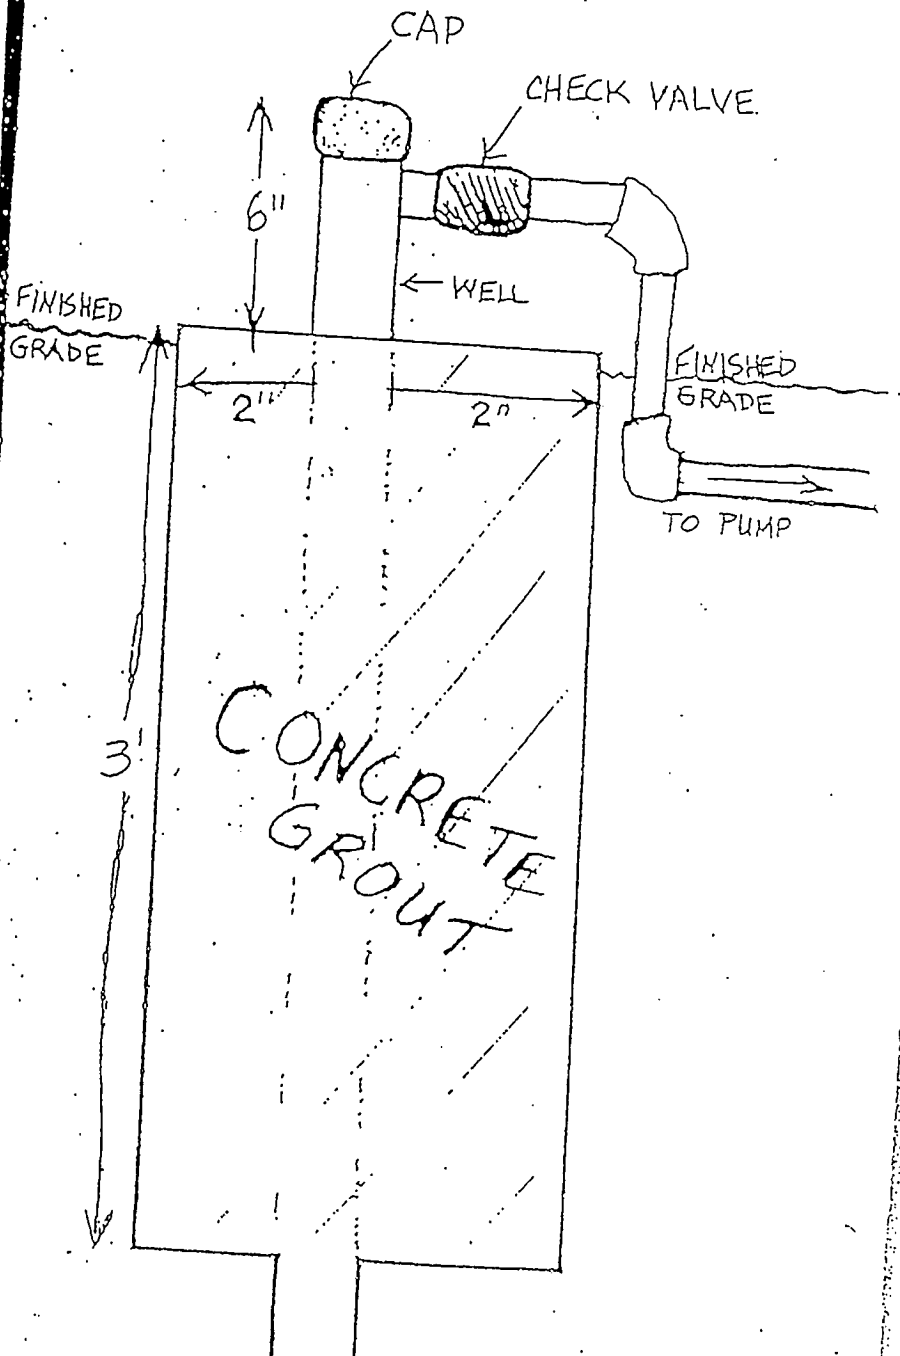 CAP
CHECK VALVE
6"
WELL
FINISHED
GRADE
FINISHED
GRADE
2"
2"
TO PUMP
3'
CONCRETE
GROUT